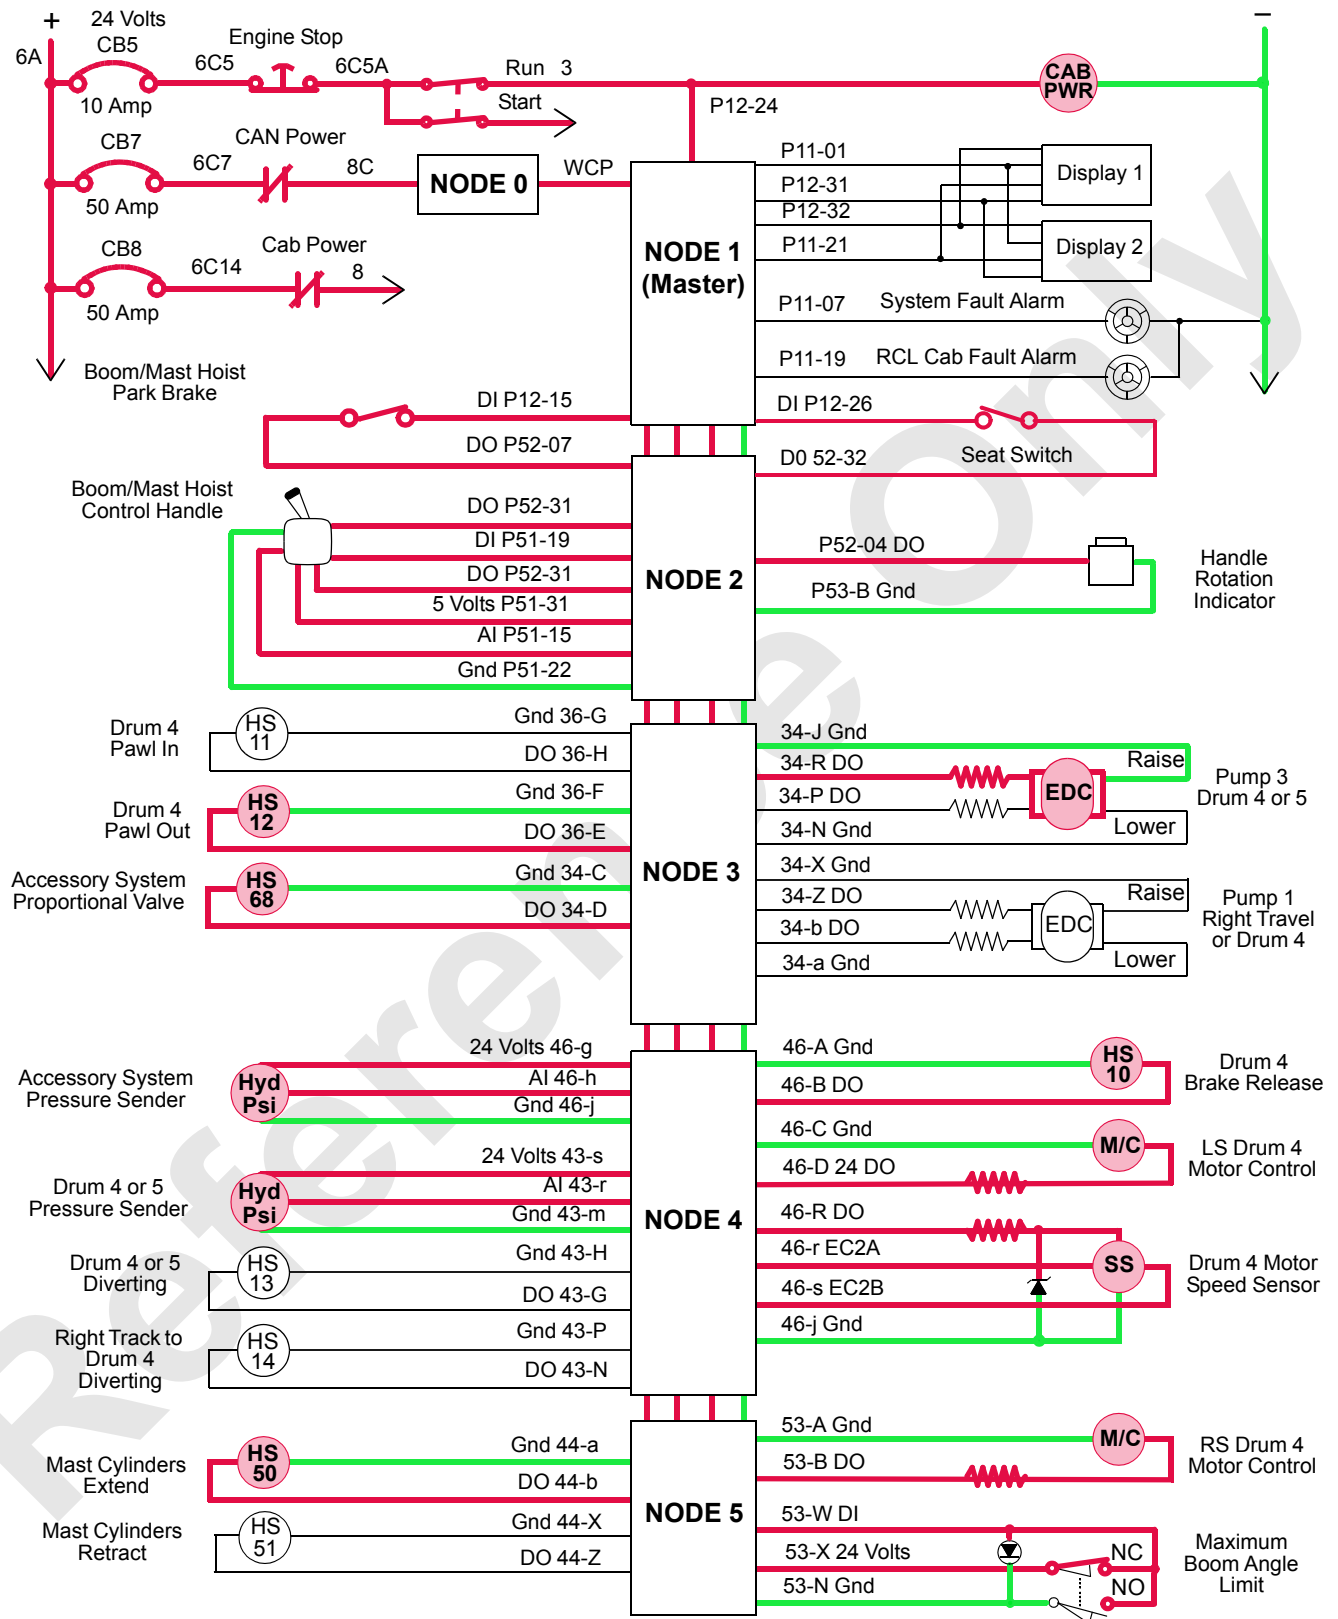 +
24 Volts
–
6A
CB5
10 Amp
6C5
Engine Stop
6C5A
Run 3
Start
P12-24
CAB
PWR
CB7
50 Amp
6C7
CAN Power
8C
NODE 0
WCP
CB8
50 Amp
6C14
Cab Power
8
NODE 1
(Master)
P11-01
P12-31
P12-32
P11-21
Display 1
Display 2
P11-07
System Fault Alarm
P11-19
RCL Cab Fault Alarm
Boom/Mast Hoist
Park Brake
DI P12-15
DO P52-07
DI P12-26
D0 52-32
Seat Switch
Boom/Mast Hoist
Control Handle
DO P52-31
DI P51-19
DO P52-31
5 Volts P51-31
AI P51-15
Gnd P51-22
NODE 2
P52-04 DO
P53-B Gnd
Handle
Rotation
Indicator
Drum 4
Pawl In
HS
11
Gnd 36-G
DO 36-H
Drum 4
Pawl Out
HS
12
Gnd 36-F
DO 36-E
Accessory System
Proportional Valve
HS
68
Gnd 34-C
DO 34-D
NODE 3
34-J Gnd
34-R DO
34-P DO
34-N Gnd
EDC
Raise
Lower
Pump 3
Drum 4 or 5
34-X Gnd
34-Z DO
34-b DO
34-a Gnd
EDC
Raise
Lower
Pump 1
Right Travel
or Drum 4
Accessory System
Pressure Sender
Hyd
Psi
24 Volts 46-g
AI 46-h
Gnd 46-j
Drum 4 or 5
Pressure Sender
Hyd
Psi
24 Volts 43-s
AI 43-r
Gnd 43-m
Drum 4 or 5
Diverting
HS
13
Gnd 43-H
DO 43-G
Right Track to
Drum 4
Diverting
HS
14
Gnd 43-P
DO 43-N
NODE 4
46-A Gnd
46-B DO
HS
10
Drum 4
Brake Release
46-C Gnd
46-D 24 DO
M/C
LS Drum 4
Motor Control
46-R DO
46-r EC2A
46-s EC2B
46-j Gnd
SS
Drum 4 Motor
Speed Sensor
Mast Cylinders
Extend
HS
50
Gnd 44-a
DO 44-b
Mast Cylinders
Retract
HS
51
Gnd 44-X
DO 44-Z
NODE 5
53-A Gnd
53-B DO
M/C
RS Drum 4
Motor Control
53-W DI
53-X 24 Volts
53-N Gnd
NC
NO
Maximum
Boom Angle
Limit
Reference Only